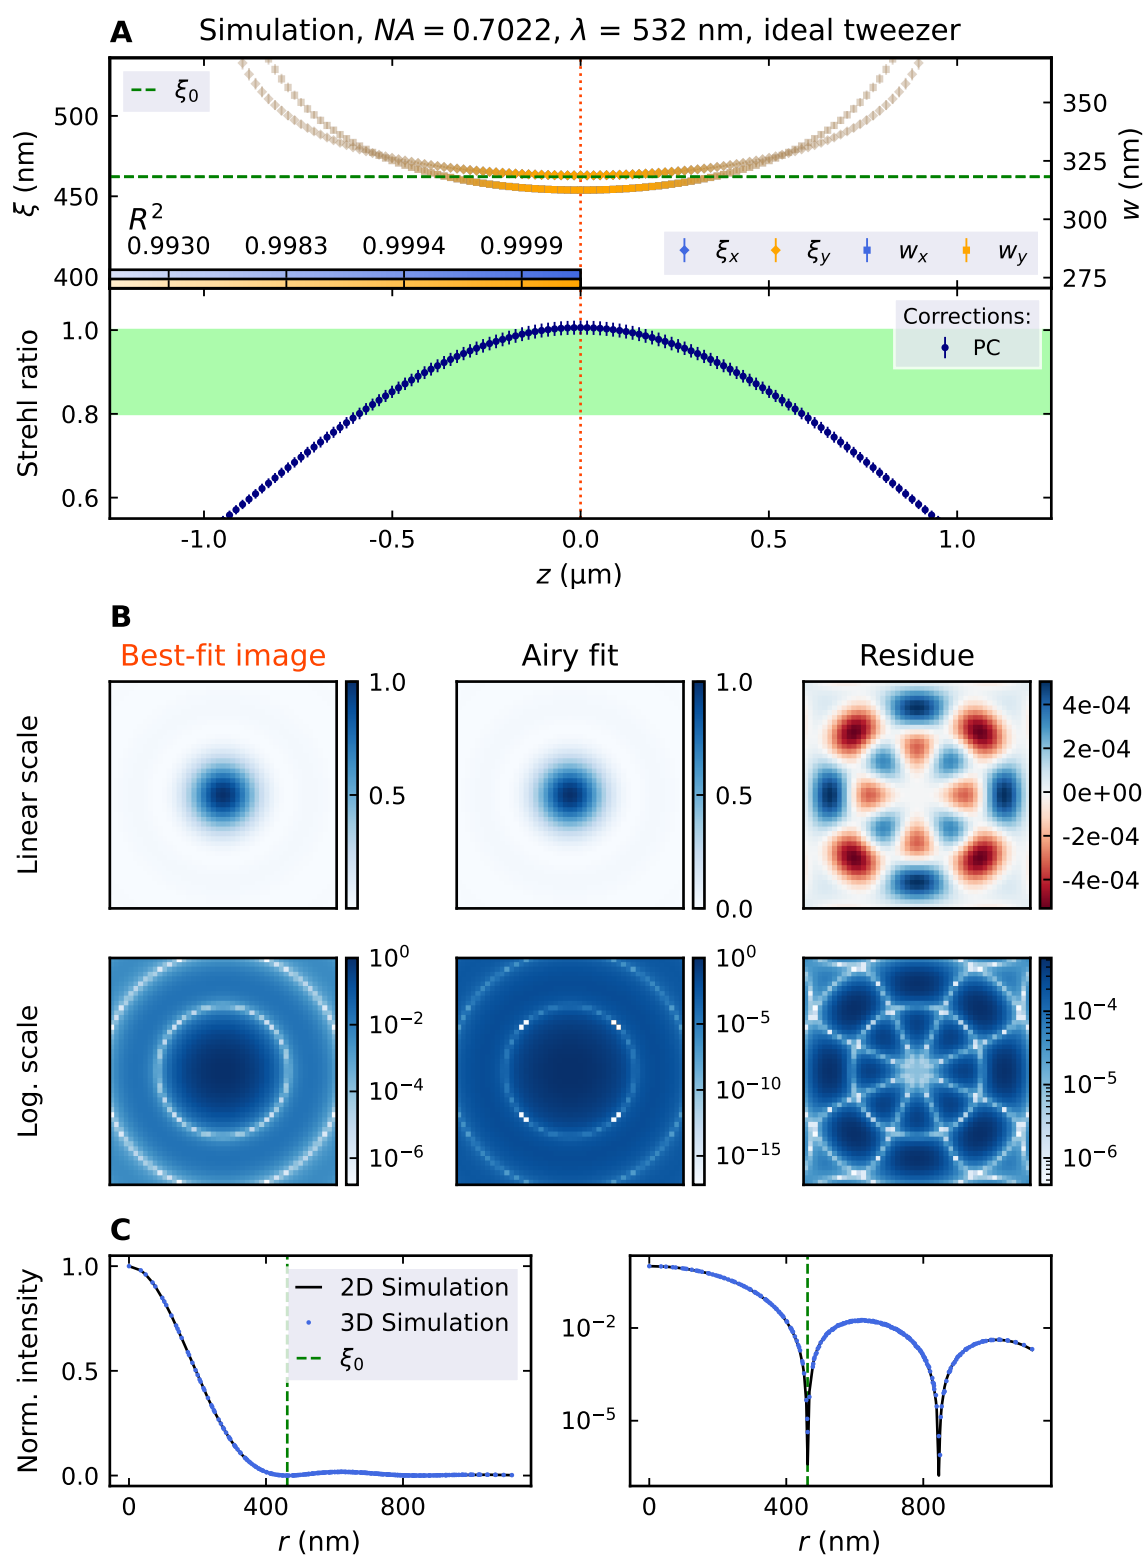 A
Simulation, NA = 0.7022, λ = 532 nm, ideal tweezer
ξ0
ξ (nm)
500
450
400
w (nm)
350
325
300
275
R²
0.9930 0.9983 0.9994 0.9999
ξx ξy wx wy
Strehl ratio
1.0
0.8
0.6
Corrections:
PC
-1.0 -0.5 0.0 0.5 1.0
z (μm)
B
Best-fit image Airy fit Residue
Linear scale
1.0
0.5
1.0
0.5
0.0
4e-04
2e-04
0e+00
-2e-04
-4e-04
Log. scale
10⁰
10⁻²
10⁻⁴
10⁻⁶
10⁰
10⁻⁵
10⁻¹⁰
10⁻¹⁵
10⁻⁴
10⁻⁵
10⁻⁶
C
Norm. intensity
1.0
0.5
0.0
2D Simulation
3D Simulation
ξ0
0 400 800
r (nm)
10⁻²
10⁻⁵
0 400 800
r (nm)